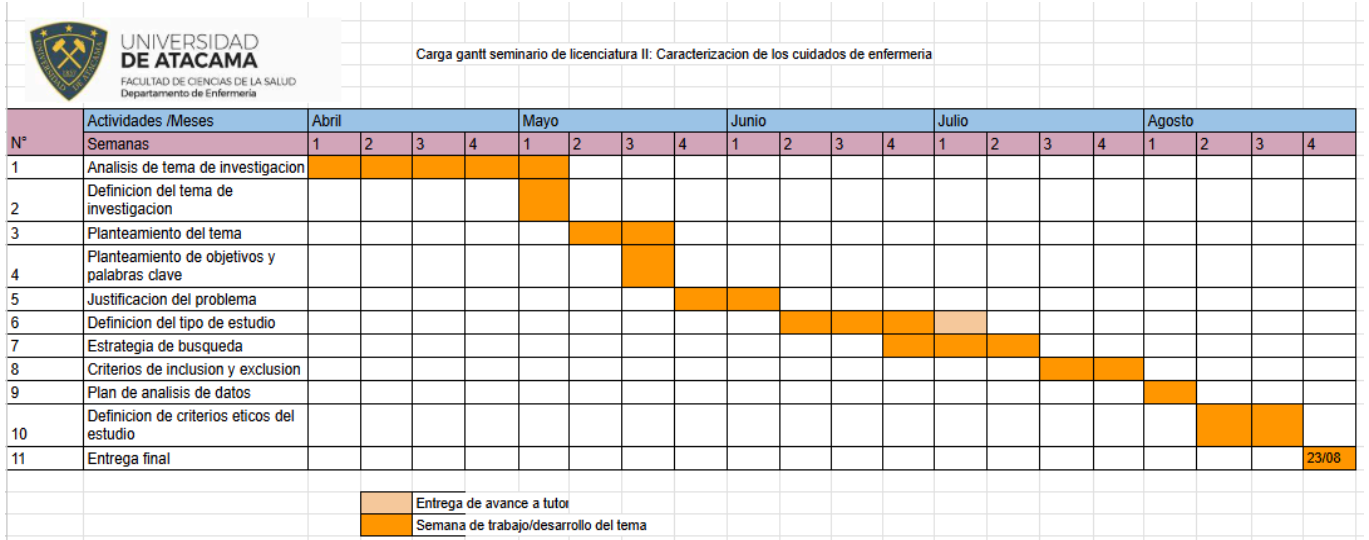 UNIVERSIDAD
DE ATACAMA
FACULTAD DE CIENCIAS DE LA SALUD
Departamento de Enfermería
Carga gantt seminario de licenciatura II: Caracterizacion de los cuidados de enfermeria
N° Actividades /Meses Abril Mayo Junio Julio Agosto
Semanas 1 2 3 4 1 2 3 4 1 2 3 4 1 2 3 4 1 2 3 4
1 Analisis de tema de investigacion
2 Definicion del tema de
investigacion
3 Planteamiento del tema
4 Planteamiento de objetivos y
palabras clave
5 Justificacion del problema
6 Definicion del tipo de estudio
7 Estrategia de busqueda
8 Criterios de inclusion y exclusion
9 Plan de analisis de datos
10 Definicion de criterios eticos del
estudio
11 Entrega final 23/08
Entrega de avance a tutor
Semana de trabajo/desarrollo del tema